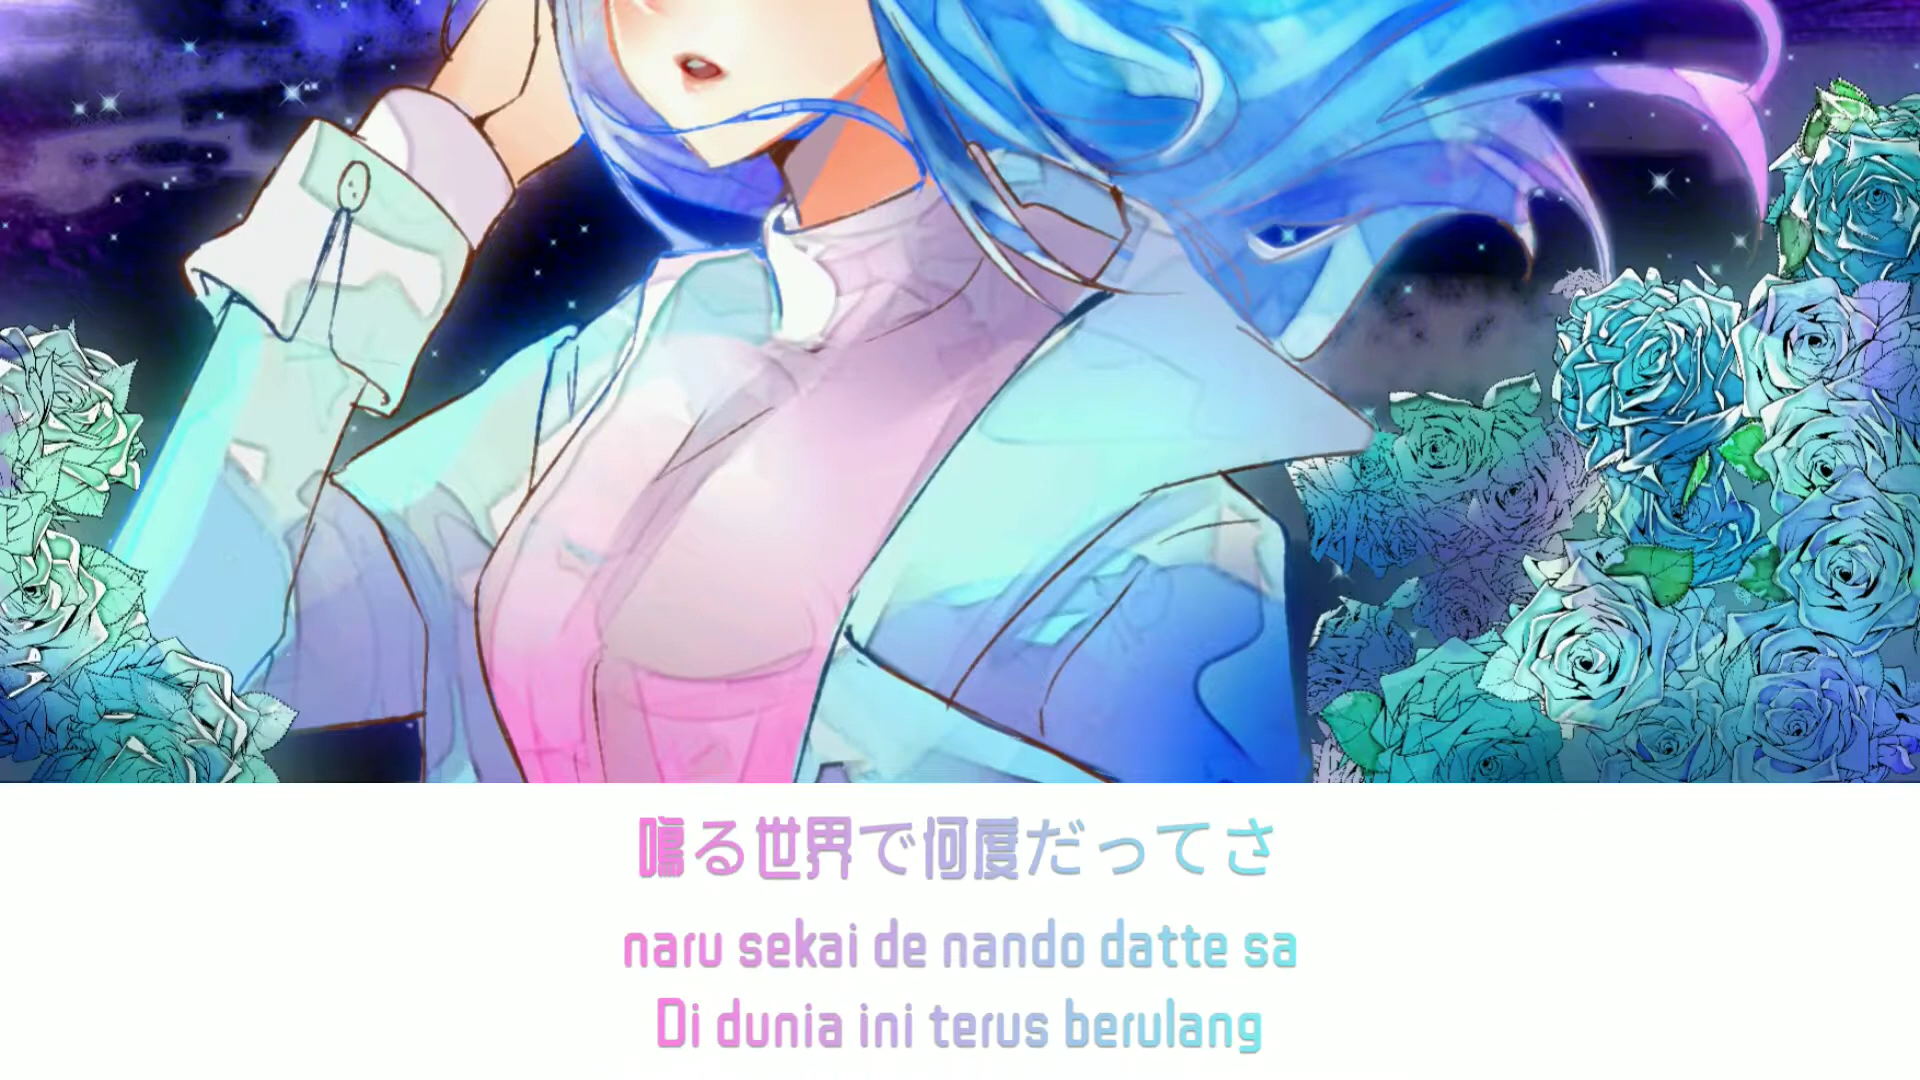 鳴る世界で何度だってさ
naru sekai de nando datte sa
Di dunia ini terus berulang